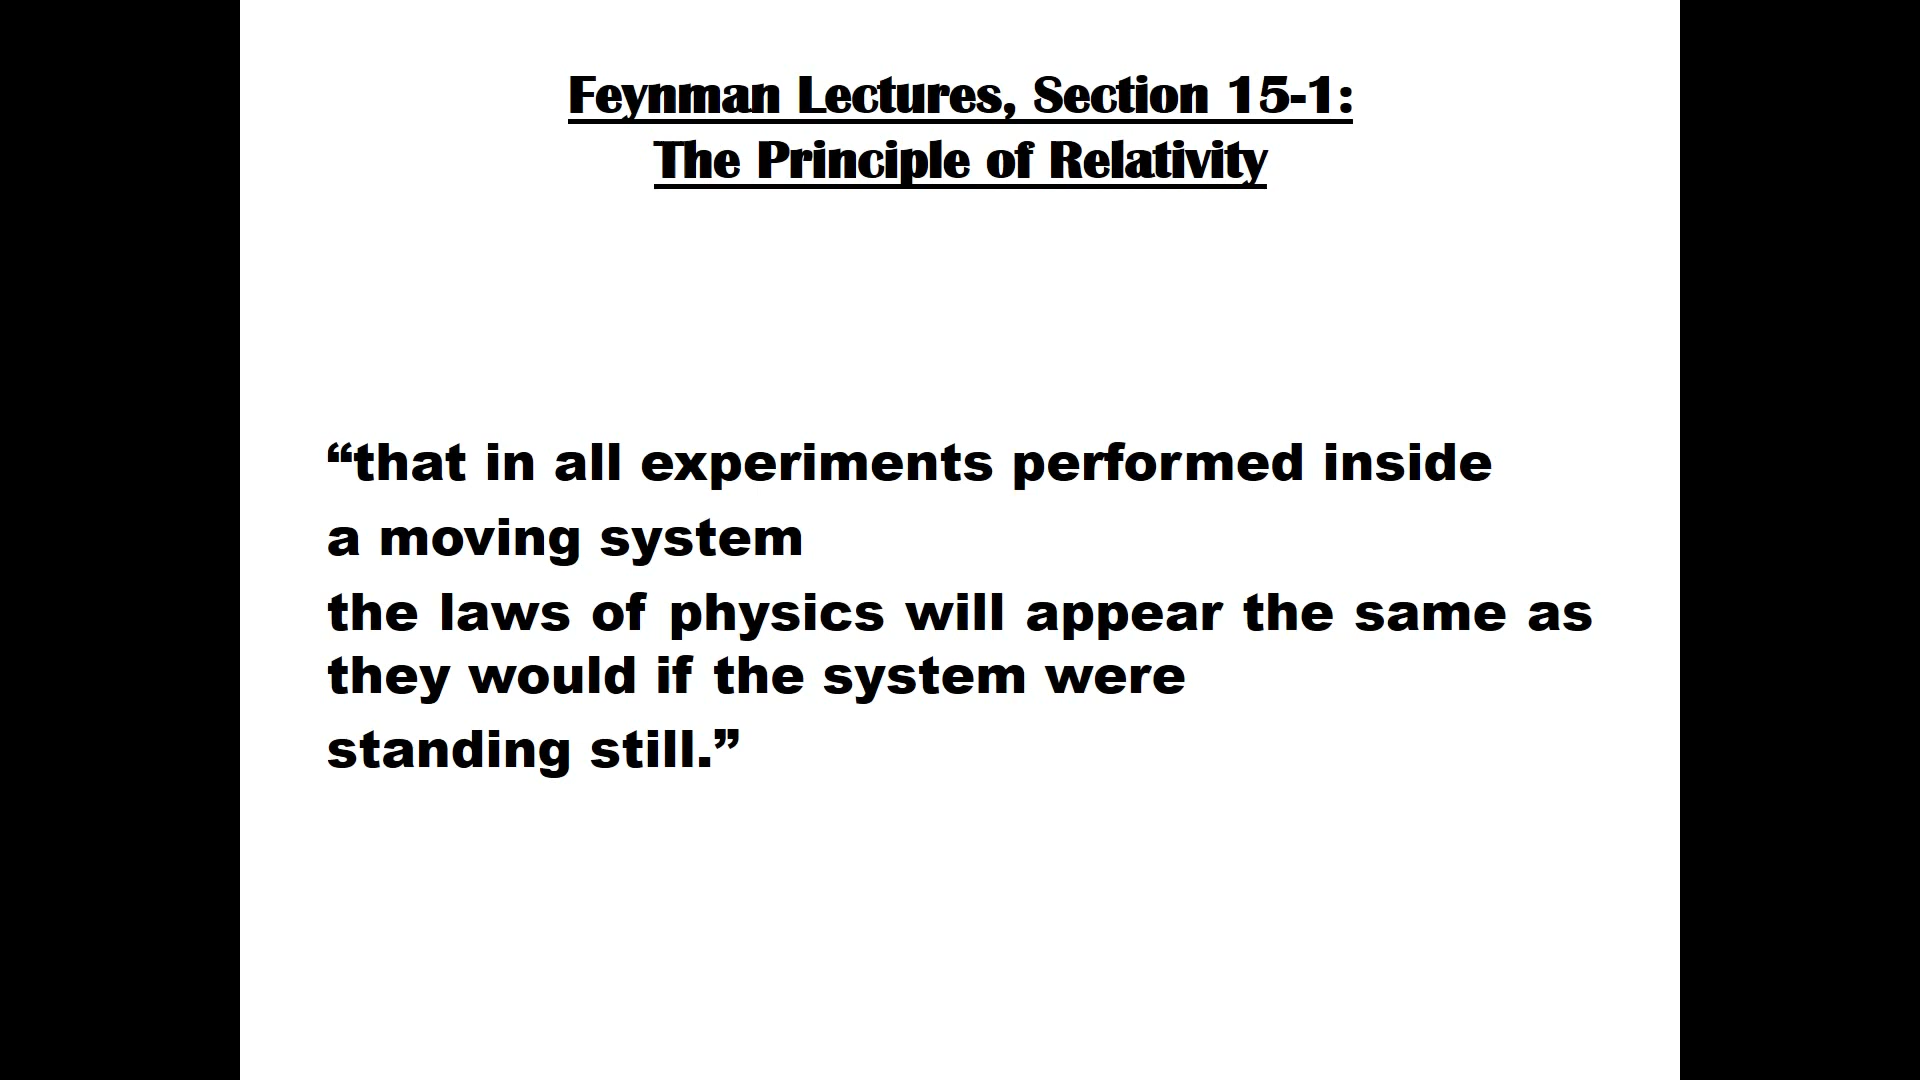 Feynman Lectures, Section 15-1:
The Principle of Relativity
“that in all experiments performed inside
a moving system
the laws of physics will appear the same as
they would if the system were
standing still.”